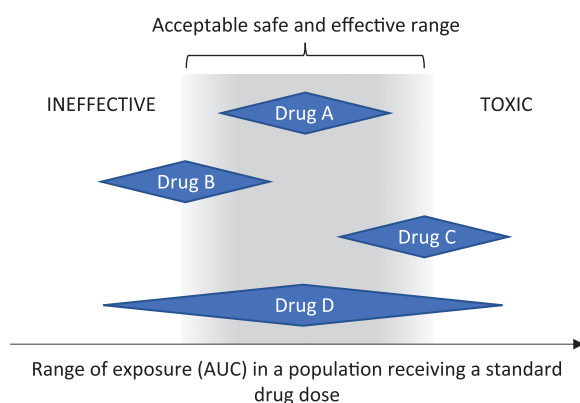 Acceptable safe and effective range
INEFFECTIVE
TOXIC
Drug A
Drug B
Drug C
Drug D
Range of exposure (AUC) in a population receiving a standard
drug dose